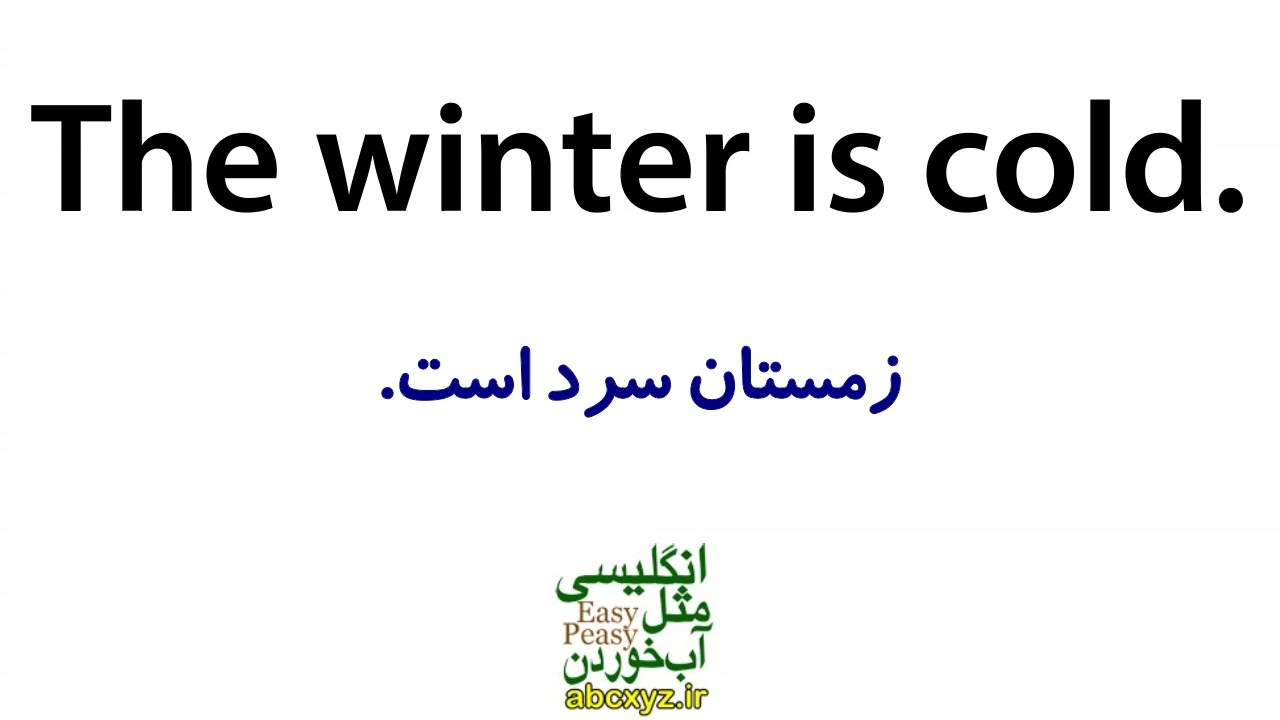 The winter is cold.
زمستان سرد است.
انگلیسی
مثل Easy
Peasy
آب‌خوردن
abcxyz.ir